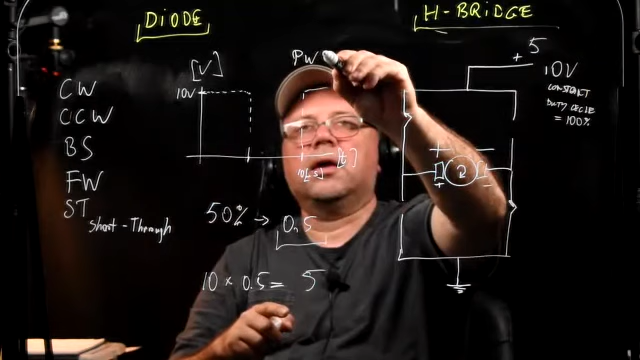 DIODE
H-BRIDGE
CW
CCW
BS
FW
ST
Shoot-Through
[V]
10V
PW
[t]
50% → 0.5
10 × 0.5 = 5
+ 5
10V
CONSTANT
DUTY CYCLE
= 100%
+
+
-